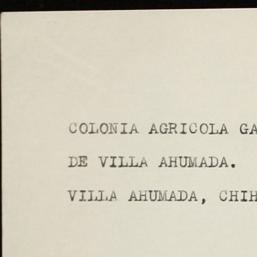 COLONIA AGRICOLA GA
DE VILLA AHUMADA.
VILLA AHUMADA, CHIH